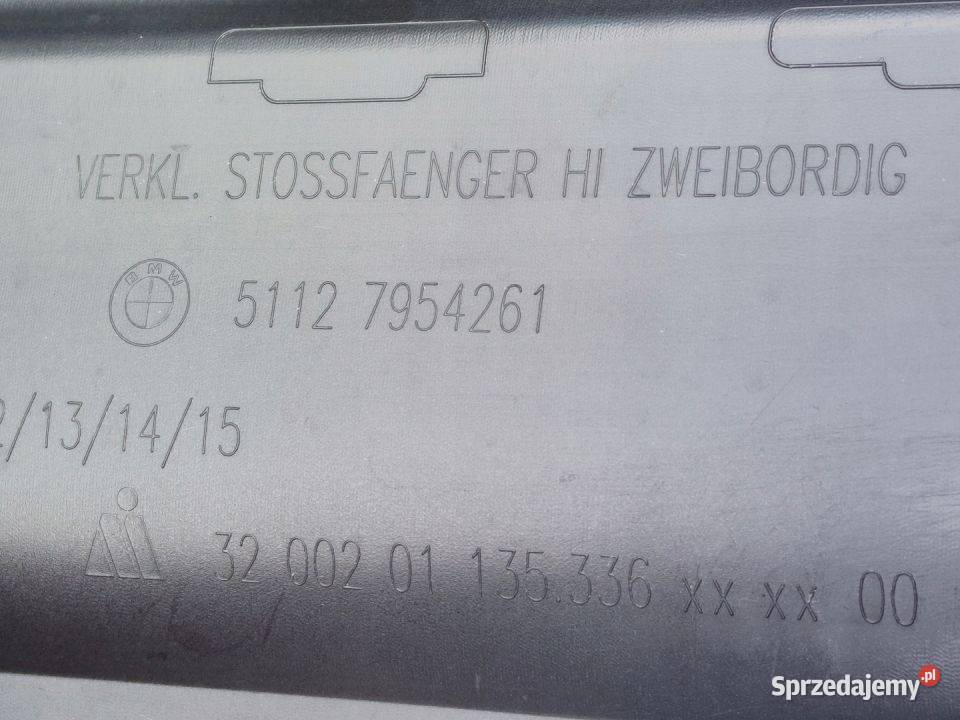 VERKL. STOSSFAENGER HI ZWEIBORDIG
BMW
5112 7954261
2/13/14/15
32 002 01 135.336 xx xx 00
Sprzedajemy.pl